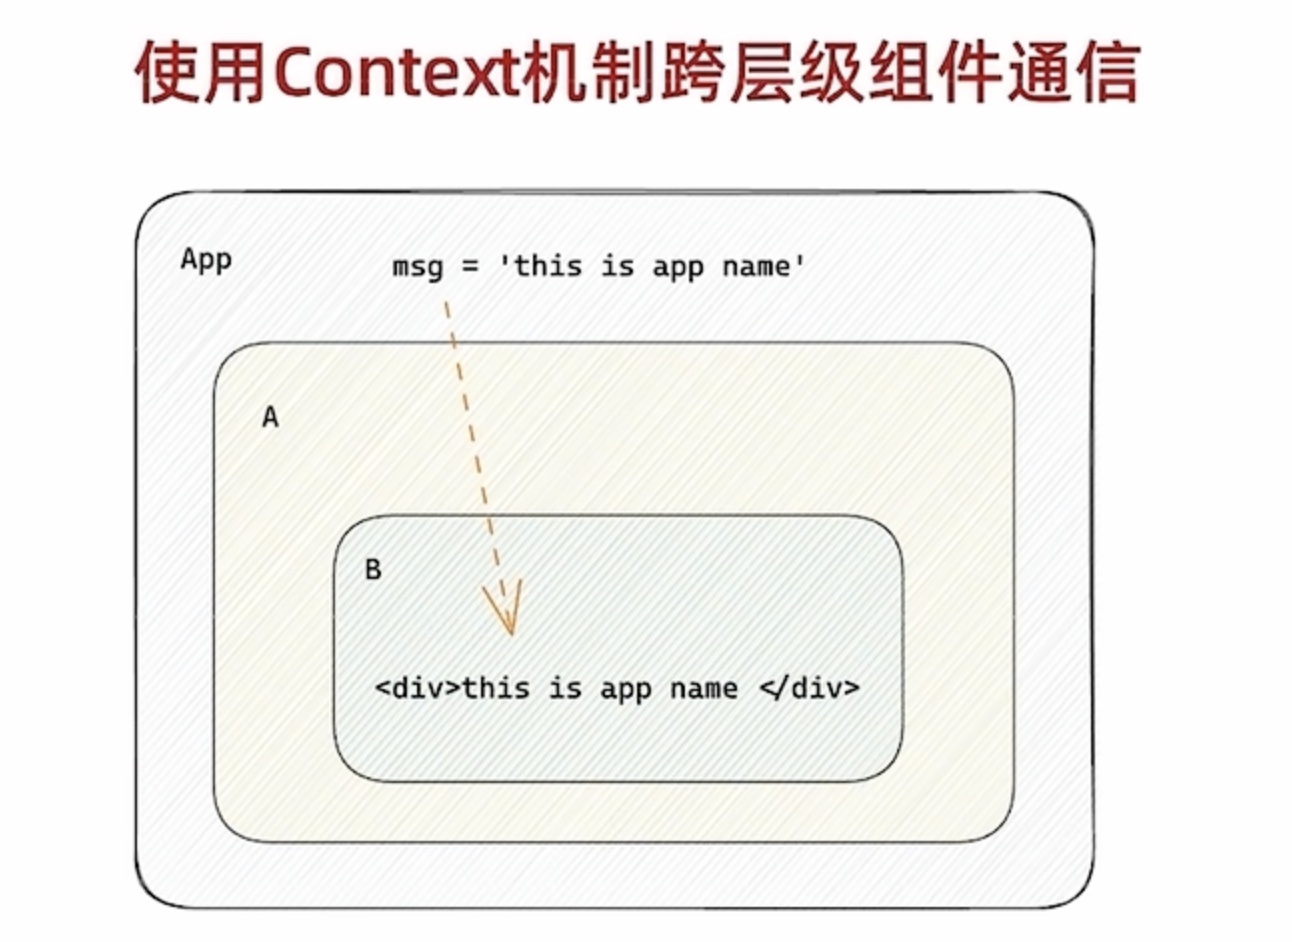 使用Context机制跨层级组件通信
App
msg = 'this is app name'
A
B
<div>this is app name </div>